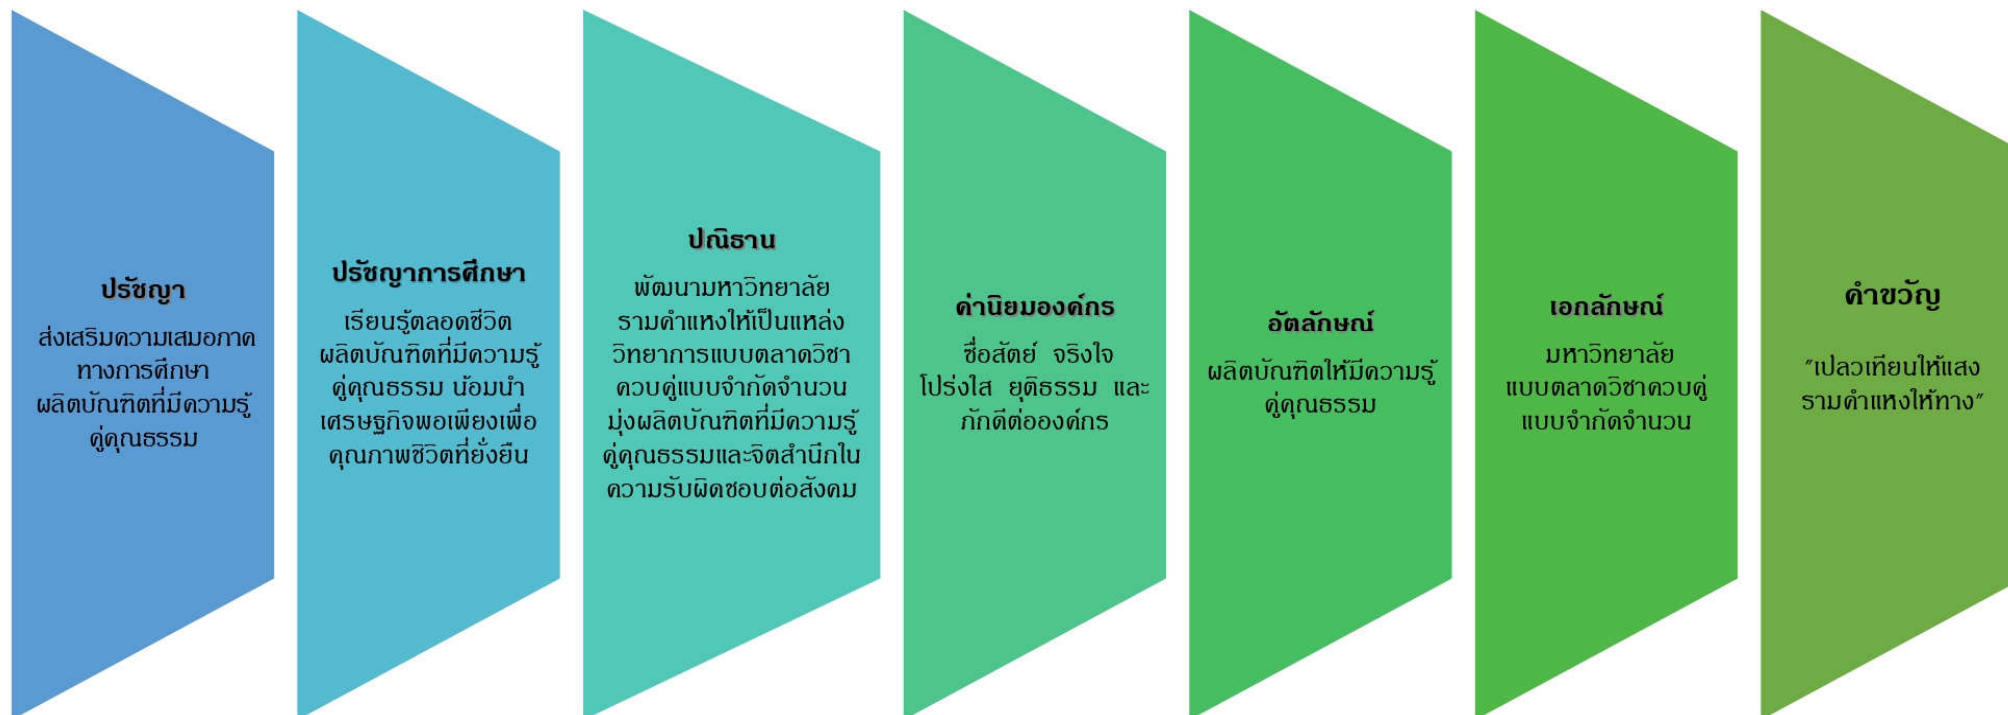 ปรัชญา
ส่งเสริมความเสมอภาค
ทางการศึกษา
ผลิตบัณฑิตที่มีความรู้
คู่คุณธรรม
ปรัชญาการศึกษา
เรียนรู้ตลอดชีวิต
ผลิตบัณฑิตที่มีความรู้
คู่คุณธรรม น้อมนำ
เศรษฐกิจพอเพียงเพื่อ
คุณภาพชีวิตที่ยั่งยืน
ปณิธาน
พัฒนามหาวิทยาลัย
รามคำแหงให้เป็นแหล่ง
วิทยาการแบบตลาดวิชา
ควบคู่แบบจำกัดจำนวน
มุ่งผลิตบัณฑิตที่มีความรู้
คู่คุณธรรมและจิตสำนึกใน
ความรับผิดชอบต่อสังคม
ค่านิยมองค์กร
ซื่อสัตย์ จริงใจ
โปร่งใส ยุติธรรม และ
ภักดีต่อองค์กร
อัตลักษณ์
ผลิตบัณฑิตให้มีความรู้
คู่คุณธรรม
เอกลักษณ์
มหาวิทยาลัย
แบบตลาดวิชาควบคู่
แบบจำกัดจำนวน
คำขวัญ
"เปลวเทียนให้แสง
รามคำแหงให้ทาง"